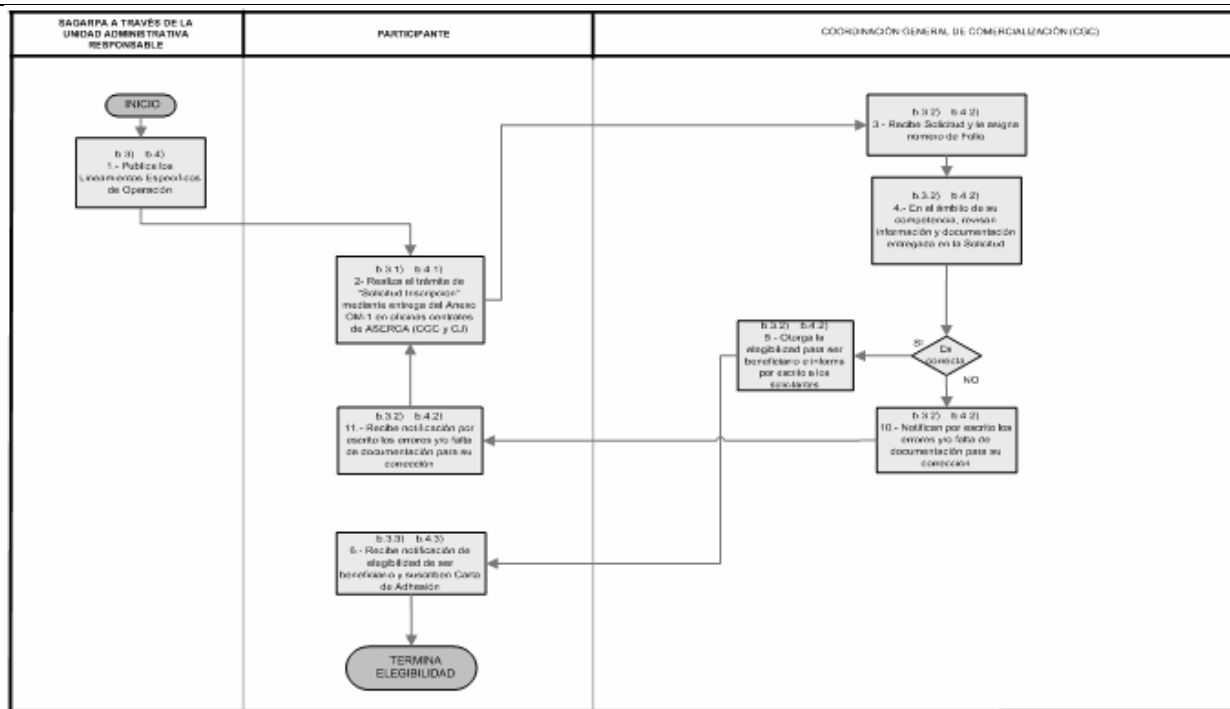 SAGARPA A TRAVÉS DE LA
UNIDAD ADMINISTRATIVA
RESPONSABLE
PARTICIPANTE
COORDINACIÓN GENERAL DE COMERCIALIZACIÓN (CGC)
INICIO
b.3) b.4)
1.- Publica los
Lineamientos Específicos
de Operación
b.3.1) b.4.1)
2- Realiza el trámite de
"Solicitud Inscripción"
mediante entrega del Anexo
OM-1 en oficinas centrales
de ASERCA (CGC y CJ)
b.3.2) b.4.2)
3.- Recibe Solicitud y le asigna
número de Folio
b.3.2) b.4.2)
4.- En el ámbito de su
competencia, revisan
información y documentación
entregada en la Solicitud
Es
correcta
SI
NO
b.3.2) b.4.2)
5.- Otorga la
elegibilidad para ser
beneficiario e informa
por escrito a los
solicitantes
b.3.2) b.4.2)
10.- Notifican por escrito los
errores y/o falta de
documentación para su
corrección
b.3.2) b.4.2)
11.- Recibe notificación por
escrito los errores y/o falta
de documentación para su
corrección
b.3.3) b.4.3)
6.- Recibe notificación de
elegibilidad de ser
beneficiario y suscriben Carta
de Adhesión
TERMINA
ELEGIBILIDAD